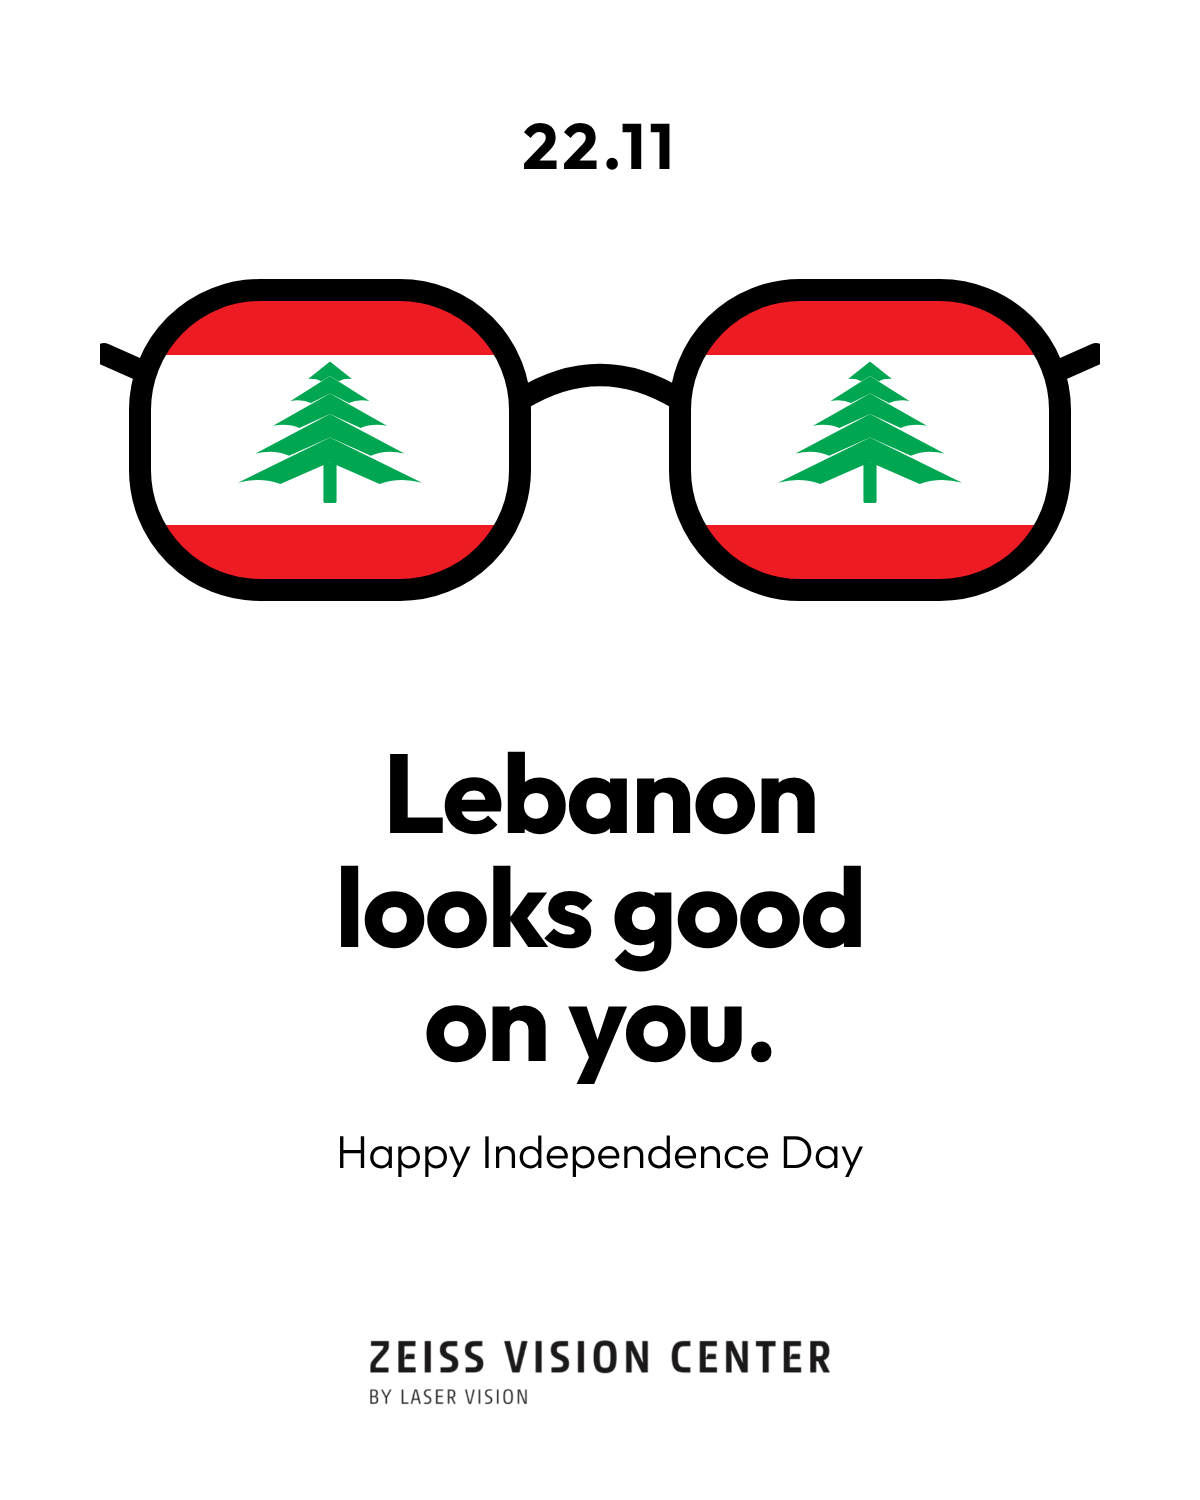 22.11
Lebanon
looks good
on you.
Happy Independence Day
ZEISS VISION CENTER
BY LASER VISION